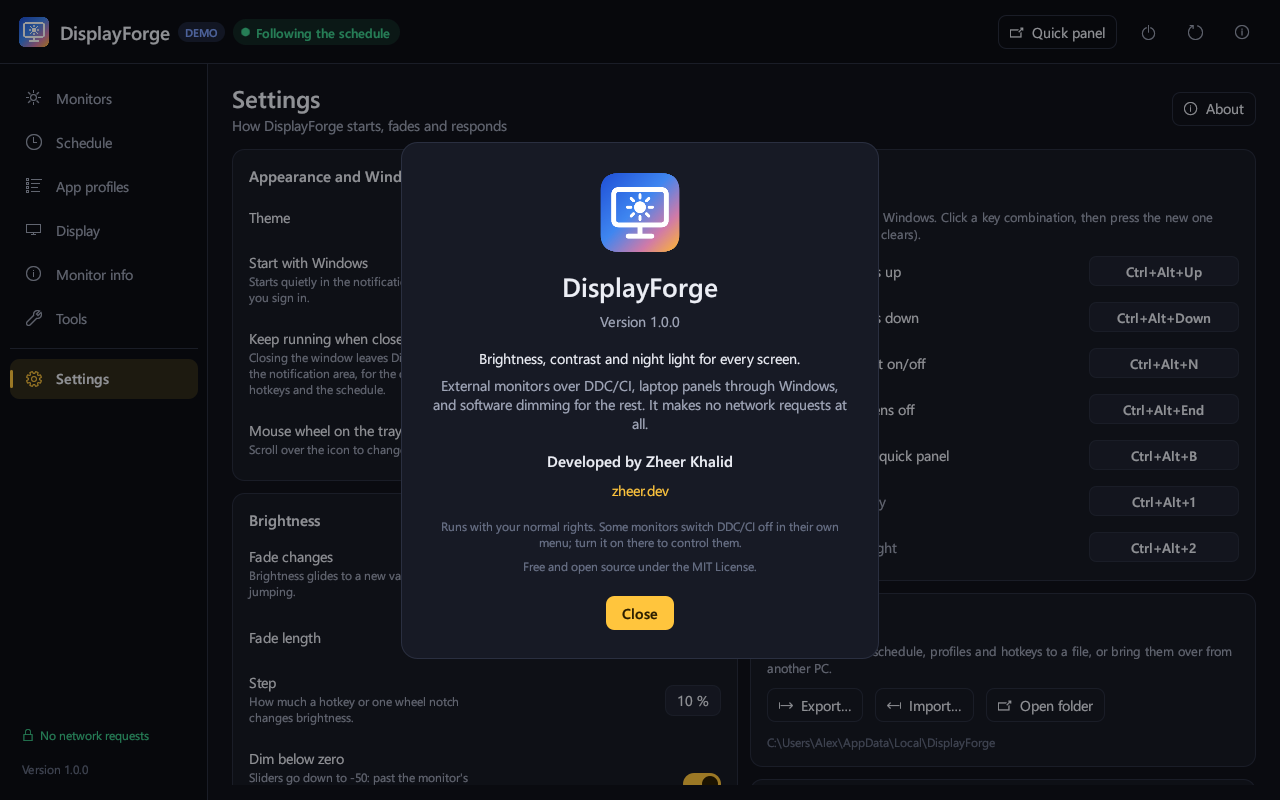 DisplayForge
DEMO
Following the schedule
Quick panel
Monitors
Schedule
App profiles
Display
Monitor info
Tools
Settings
No network requests
Version 1.0.0
Settings
How DisplayForge starts, fades and responds
About
Appearance and Wind
Theme
Start with Windows
Starts quietly in the notificati
you sign in.
Keep running when close
Closing the window leaves Di
the notification area, for the
hotkeys and the schedule.
Mouse wheel on the tray
Scroll over the icon to change
Brightness
Fade changes
Brightness glides to a new va
jumping.
Fade length
Step
How much a hotkey or one wheel notch
changes brightness.
10 %
Dim below zero
Sliders go down to -50: past the monitor's
DisplayForge
Version 1.0.0
Brightness, contrast and night light for every screen.
External monitors over DDC/CI, laptop panels through Windows,
and software dimming for the rest. It makes no network requests at
all.
Developed by Zheer Khalid
zheer.dev
Runs with your normal rights. Some monitors switch DDC/CI off in their own
menu; turn it on there to control them.
Free and open source under the MIT License.
Close
Windows. Click a key combination, then press the new one
clears).
s up
Ctrl+Alt+Up
s down
Ctrl+Alt+Down
t on/off
Ctrl+Alt+N
ens off
Ctrl+Alt+End
quick panel
Ctrl+Alt+B
y
Ctrl+Alt+1
ght
Ctrl+Alt+2
schedule, profiles and hotkeys to a file, or bring them over from
another PC.
Export...
Import...
Open folder
C:\Users\Alex\AppData\Local\DisplayForge